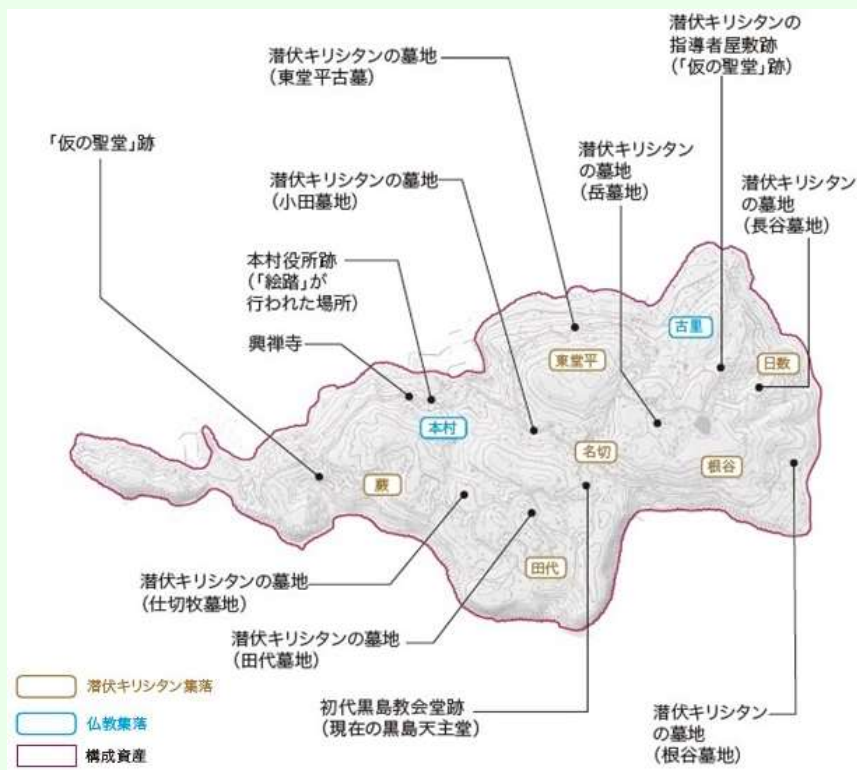 潜伏キリシタンの墓地
(東堂平古墓)
潜伏キリシタンの
指導者屋敷跡
(「仮の聖堂」跡)
「仮の聖堂」跡
潜伏キリシタンの墓地
(小田墓地)
潜伏キリシタン
の墓地
(岳墓地)
潜伏キリシタン
の墓地
(長谷墓地)
本村役所跡
(「絵踏」が
行われた場所)
興禅寺
古里
東堂平
日数
本村
名切
根谷
蕨
田代
潜伏キリシタンの墓地
(仕切牧墓地)
潜伏キリシタンの墓地
(田代墓地)
初代黒島教会堂跡
(現在の黒島天主堂)
潜伏キリシタン
の墓地
(根谷墓地)
潜伏キリシタン集落
仏教集落
構成資産